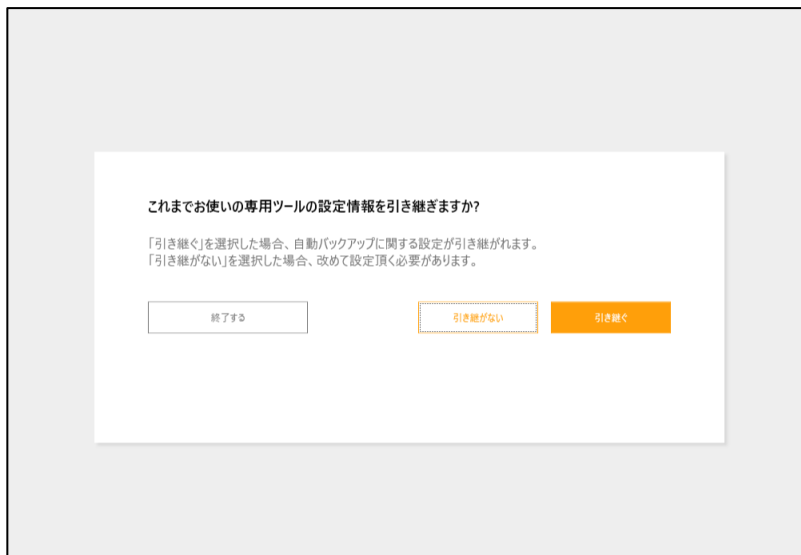 これまでお使いの専用ツールの設定情報を引き継ぎますか?
「引き継ぐ」を選択した場合、自動バックアップに関する設定が引き継がれます。
「引き継がない」を選択した場合、改めて設定頂く必要があります。
終了する
引き継がない
引き継ぐ